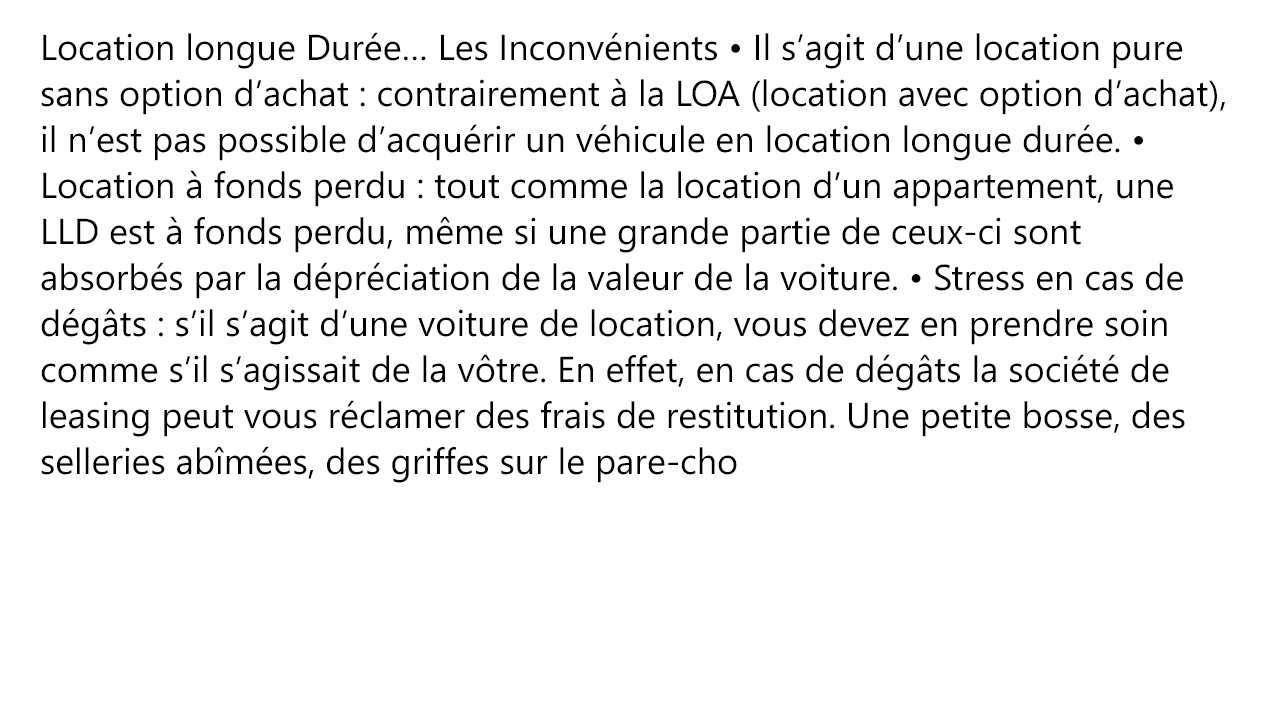 Location longue Durée… Les Inconvénients • Il s’agit d’une location pure
sans option d’achat : contrairement à la LOA (location avec option d’achat),
il n’est pas possible d’acquérir un véhicule en location longue durée. •
Location à fonds perdu : tout comme la location d’un appartement, une
LLD est à fonds perdu, même si une grande partie de ceux-ci sont
absorbés par la dépréciation de la valeur de la voiture. • Stress en cas de
dégâts : s’il s’agit d’une voiture de location, vous devez en prendre soin
comme s’il s’agissait de la vôtre. En effet, en cas de dégâts la société de
leasing peut vous réclamer des frais de restitution. Une petite bosse, des
selleries abîmées, des griffes sur le pare-cho